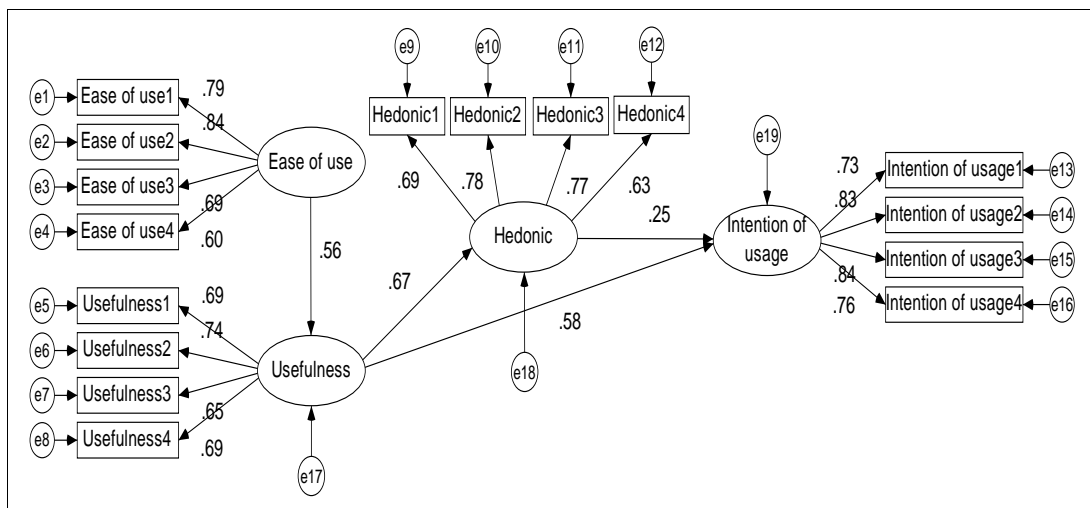 e9
e10
e11
e12
e1
Ease of use1
.79
Hedonic1
Hedonic2
Hedonic3
Hedonic4
e2
Ease of use2
.84
e19
e3
Ease of use3
Ease of use
.69
e4
Ease of use4
.60
.69
.78
.77
.63
.73
Intention of usage1
e13
.83
Intention of usage2
e14
Hedonic
.25
Intention of
usage
Intention of usage3
e15
.84
Intention of usage4
e16
.76
.56
.67
.58
e5
Usefulness1
.69
e6
Usefulness2
.74
Usefulness
e18
e7
Usefulness3
.65
e8
Usefulness4
.69
e17